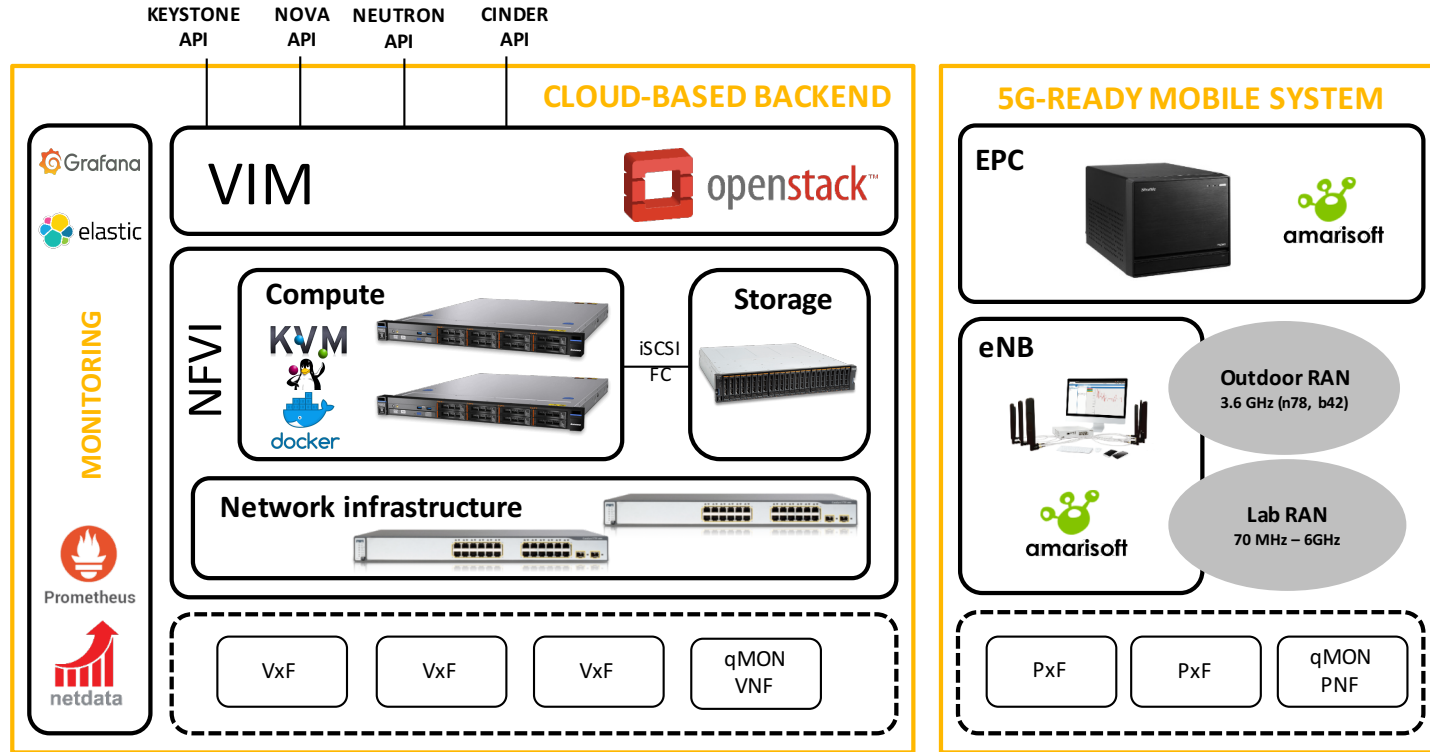 KEYSTONE
API
NOVA
API
NEUTRON
API
CINDER
API
CLOUD-BASED BACKEND
Grafana
elastic
MONITORING
Prometheus
netdata
VIM
openstack™
NFVI
Compute
KVM
docker
iSCSI
FC
Storage
Network infrastructure
VxF
VxF
VxF
qMON
VNF
5G-READY MOBILE SYSTEM
EPC
amarisoft
eNB
amarisoft
Outdoor RAN
3.6 GHz (n78, b42)
Lab RAN
70 MHz – 6GHz
PxF
PxF
qMON
PNF